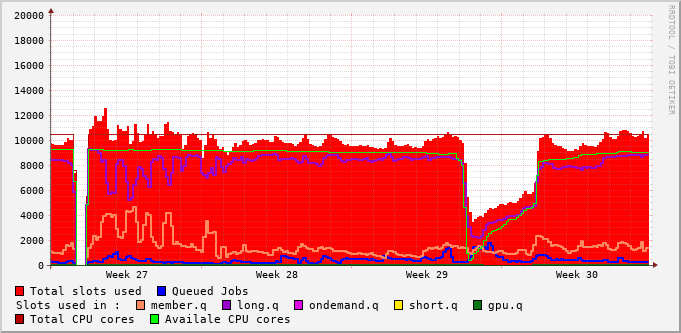 20000
18000
16000
14000
12000
10000
8000
6000
4000
2000
0
Week 27 Week 28 Week 29 Week 30
Total slots used Queued Jobs
Slots used in : member.q long.q ondemand.q short.q gpu.q
Total CPU cores Availale CPU cores
RRDTOOL / TOBI OETIKER